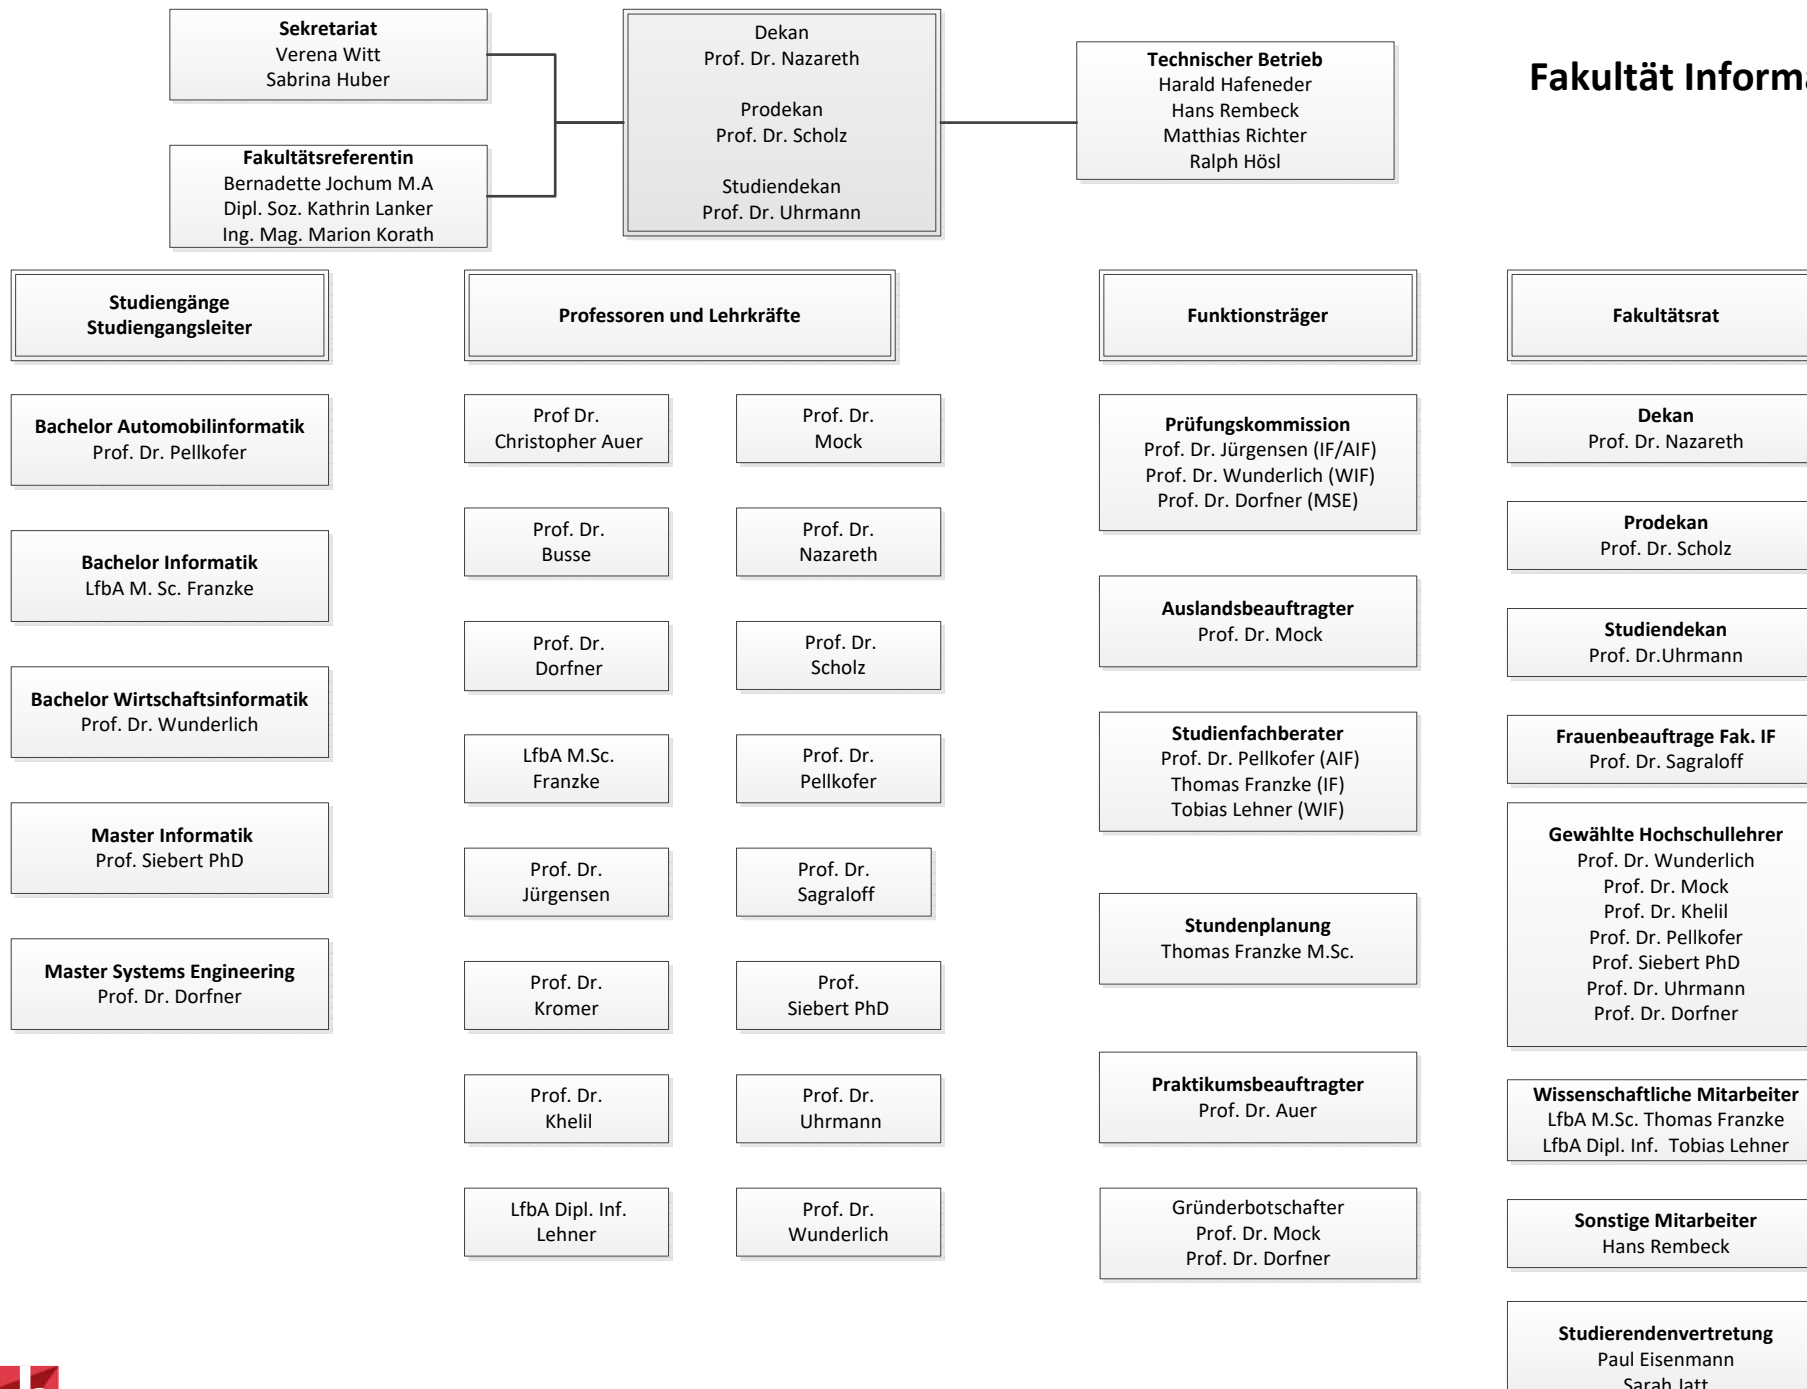 Sekretariat
Verena Witt
Sabrina Huber
Fakultätsreferentin
Bernadette Jochum M.A
Dipl. Soz. Kathrin Lanker
Ing. Mag. Marion Korath
Dekan
Prof. Dr. Nazareth
Prodekan
Prof. Dr. Scholz
Studiendekan
Prof. Dr. Uhrmann
Technischer Betrieb
Harald Hafeneder
Hans Rembeck
Matthias Richter
Ralph Hösl
Fakultät Informa
Studiengänge
Studiengangsleiter
Bachelor Automobilinformatik
Prof. Dr. Pellkofer
Bachelor Informatik
LfbA M. Sc. Franzke
Bachelor Wirtschaftsinformatik
Prof. Dr. Wunderlich
Master Informatik
Prof. Siebert PhD
Master Systems Engineering
Prof. Dr. Dorfner
Professoren und Lehrkräfte
Prof Dr.
Christopher Auer
Prof. Dr.
Busse
Prof. Dr.
Dorfner
LfbA M.Sc.
Franzke
Prof. Dr.
Jürgensen
Prof. Dr.
Kromer
Prof. Dr.
Khelil
LfbA Dipl. Inf.
Lehner
Prof. Dr.
Mock
Prof. Dr.
Nazareth
Prof. Dr.
Scholz
Prof. Dr.
Pellkofer
Prof. Dr.
Sagraloff
Prof.
Siebert PhD
Prof. Dr.
Uhrmann
Prof. Dr.
Wunderlich
Funktionsträger
Prüfungskommission
Prof. Dr. Jürgensen (IF/AIF)
Prof. Dr. Wunderlich (WIF)
Prof. Dr. Dorfner (MSE)
Auslandsbeauftragter
Prof. Dr. Mock
Studienfachberater
Prof. Dr. Pellkofer (AIF)
Thomas Franzke (IF)
Tobias Lehner (WIF)
Stundenplanung
Thomas Franzke M.Sc.
Praktikumsbeauftragter
Prof. Dr. Auer
Gründerbotschafter
Prof. Dr. Mock
Prof. Dr. Dorfner
Fakultätsrat
Dekan
Prof. Dr. Nazareth
Prodekan
Prof. Dr. Scholz
Studiendekan
Prof. Dr.Uhrmann
Frauenbeauftrage Fak. IF
Prof. Dr. Sagraloff
Gewählte Hochschullehrer
Prof. Dr. Wunderlich
Prof. Dr. Mock
Prof. Dr. Khelil
Prof. Dr. Pellkofer
Prof. Siebert PhD
Prof. Dr. Uhrmann
Prof. Dr. Dorfner
Wissenschaftliche Mitarbeiter
LfbA M.Sc. Thomas Franzke
LfbA Dipl. Inf. Tobias Lehner
Sonstige Mitarbeiter
Hans Rembeck
Studierendenvertretung
Paul Eisenmann
Sarah Jatt